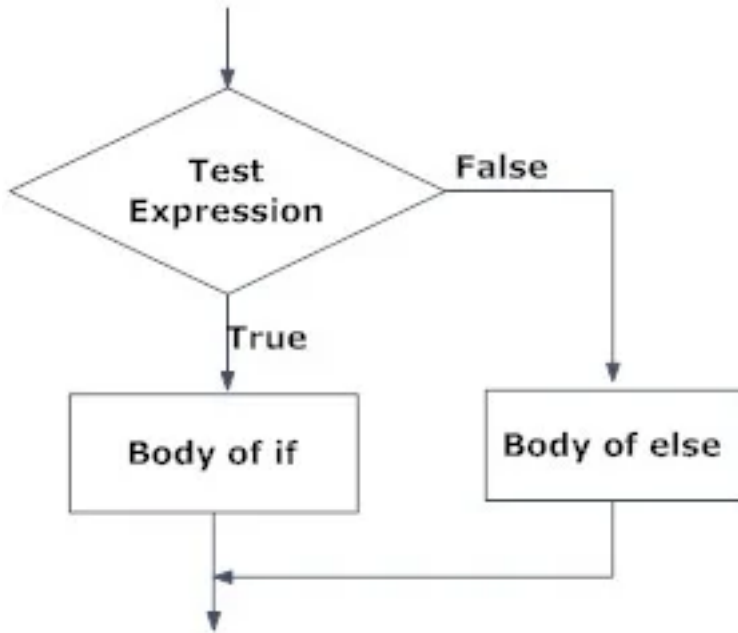 Test
Expression
False
True
Body of if
Body of else